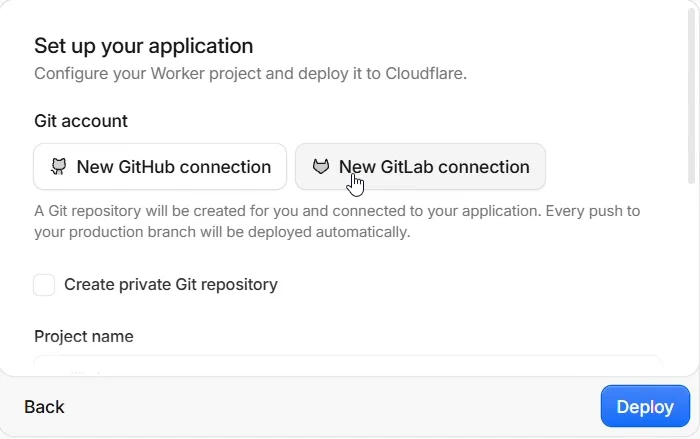 Set up your application
Configure your Worker project and deploy it to Cloudflare.
Git account
New GitHub connection
New GitLab connection
A Git repository will be created for you and connected to your application. Every push to
your production branch will be deployed automatically.
Create private Git repository
Project name
Back
Deploy